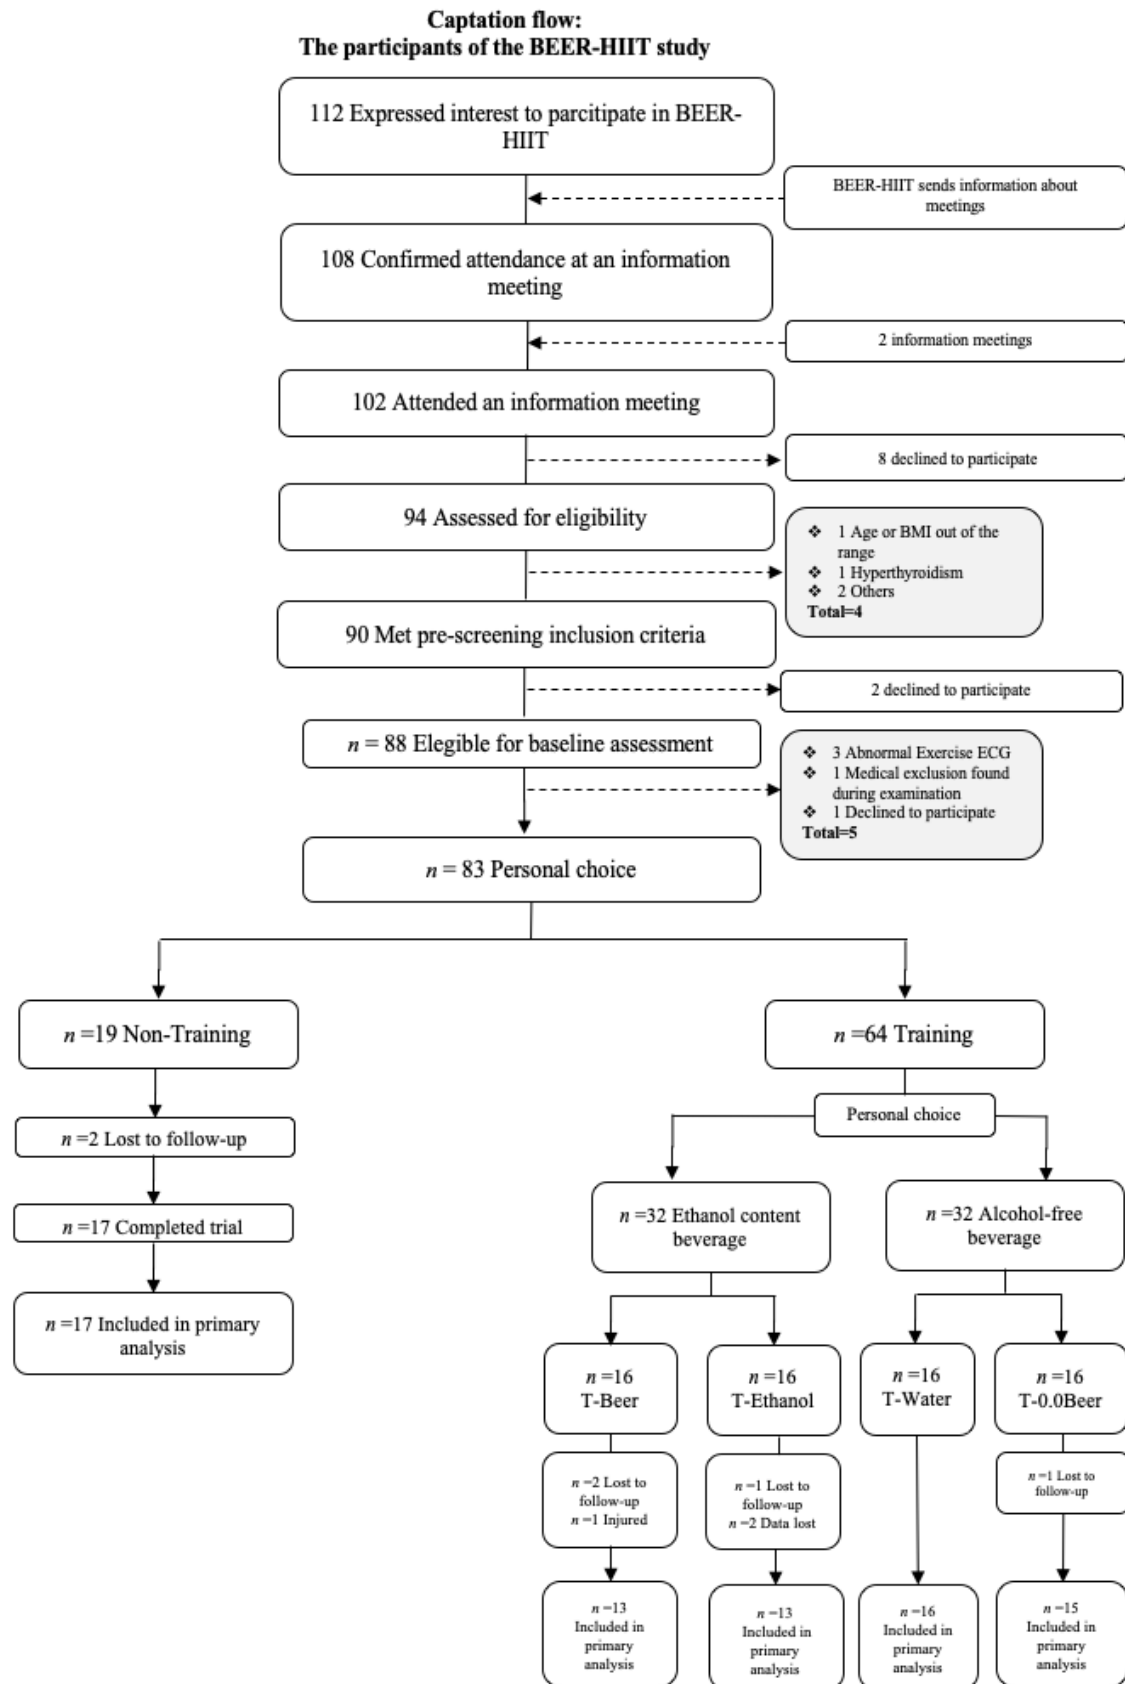 Captation flow:
The participants of the BEER-HIIT study
112 Expressed interest to parcitipate in BEER-
HIIT
BEER-HIIT sends information about
meetings
108 Confirmed attendance at an information
meeting
2 information meetings
102 Attended an information meeting
8 declined to participate
94 Assessed for eligibility
❖ 1 Age or BMI out of the
range
❖ 1 Hyperthyroidism
❖ 2 Others
Total=4
90 Met pre-screening inclusion criteria
2 declined to participate
n = 88 Elegible for baseline assessment
❖ 3 Abnormal Exercise ECG
❖ 1 Medical exclusion found
during examination
❖ 1 Declined to participate
Total=5
n = 83 Personal choice
n =19 Non-Training
n =64 Training
Personal choice
n =2 Lost to follow-up
n =17 Completed trial
n =17 Included in primary
analysis
n =32 Ethanol content
beverage
n =32 Alcohol-free
beverage
n =16
T-Beer
n =16
T-Ethanol
n =16
T-Water
n =16
T-0.0Beer
n =2 Lost to
follow-up
n =1 Injured
n =1 Lost to
follow-up
n =2 Data lost
n =1 Lost to
follow-up
n =13
Included in
primary
analysis
n =13
Included in
primary
analysis
n =16
Included in
primary
analysis
n =15
Included in
primary
analysis